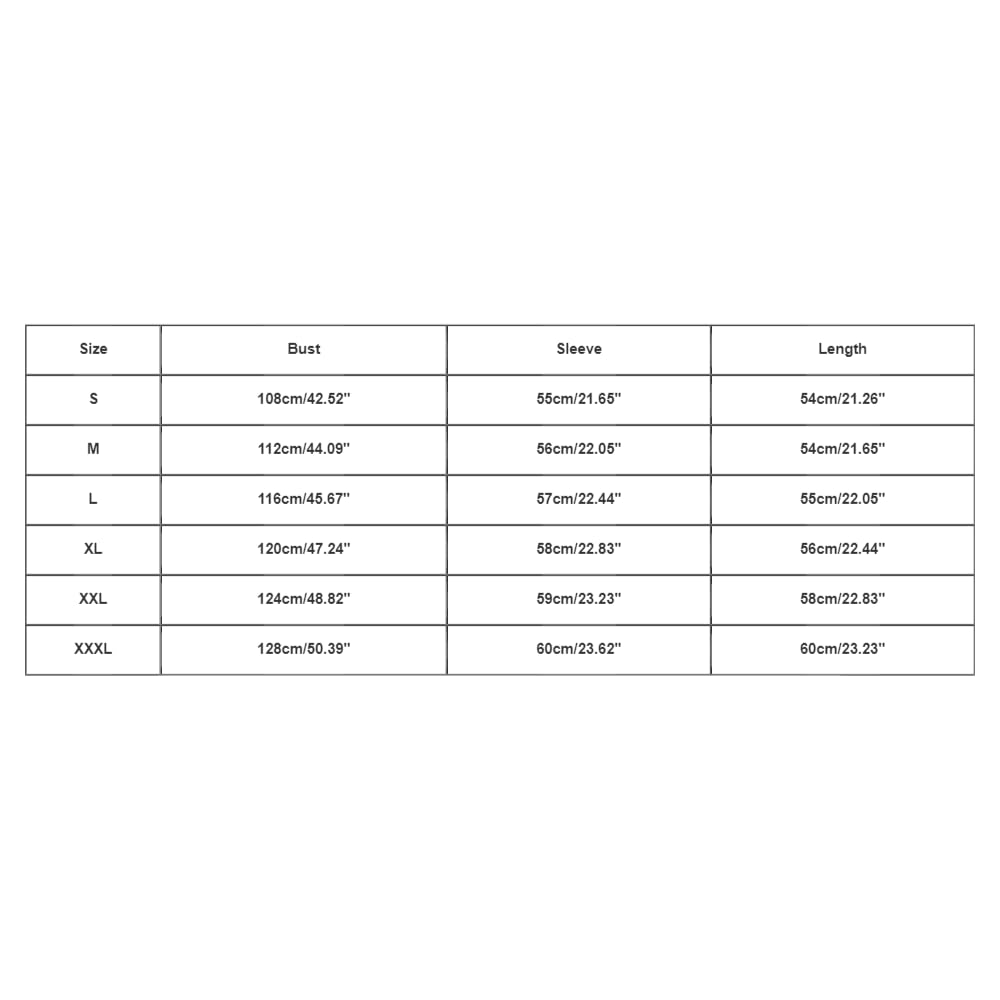 Size Bust Sleeve Length
S 108cm/42.52" 55cm/21.65" 54cm/21.26"
M 112cm/44.09" 56cm/22.05" 54cm/21.65"
L 116cm/45.67" 57cm/22.44" 55cm/22.05"
XL 120cm/47.24" 58cm/22.83" 56cm/22.44"
XXL 124cm/48.82" 59cm/23.23" 58cm/22.83"
XXXL 128cm/50.39" 60cm/23.62" 60cm/23.23"